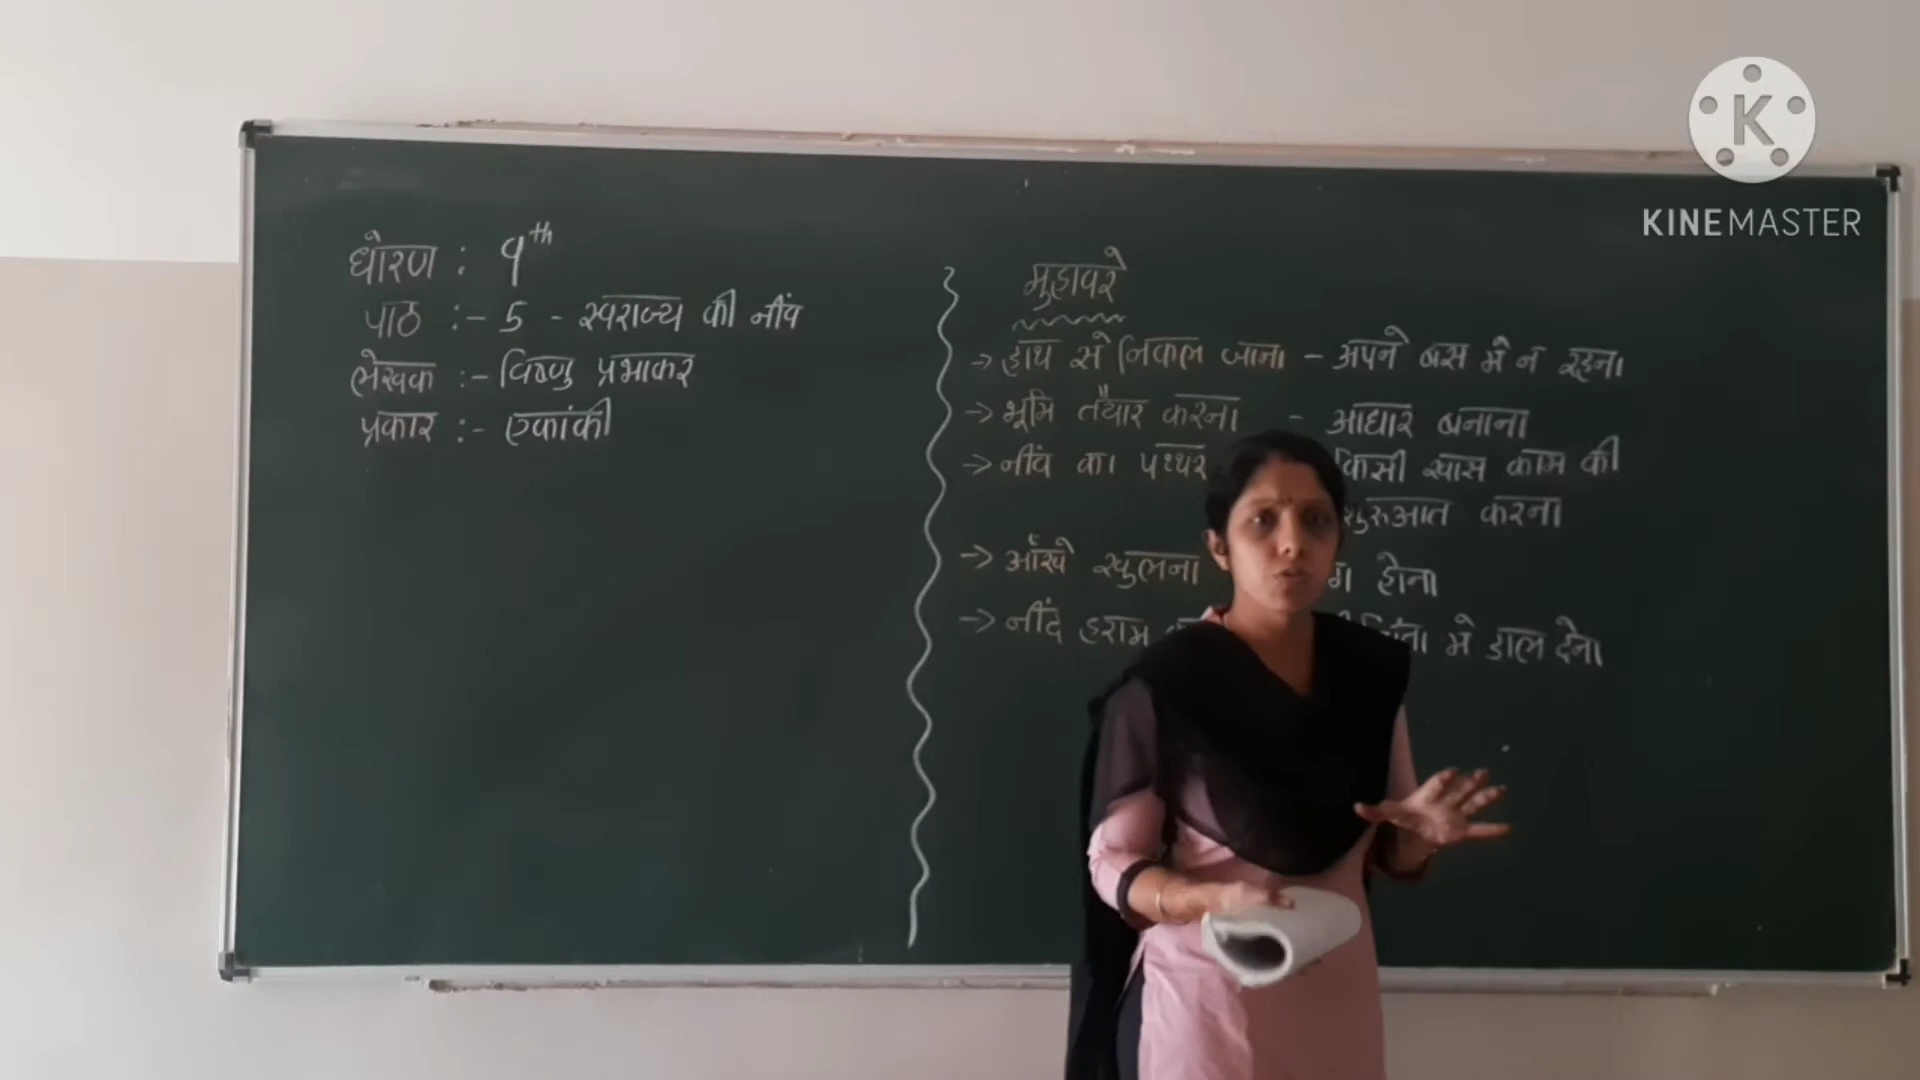 धोरण : 9th
पाठ :- 5 - स्वराज्य की नींव
लेखक :- विष्णु प्रभाकर
प्रकार :- एकांकी
मुहावरे
→ हाथ से निकल जाना - अपने बस में न रहना
→ भूमि तैयार करना - आधार बनाना
→ नींव का पथ्थर किसी खास काम की
शुरुआत करना
→ आँखे खुलना होना
→ नींद हराम में डाल देना
K
KINEMASTER